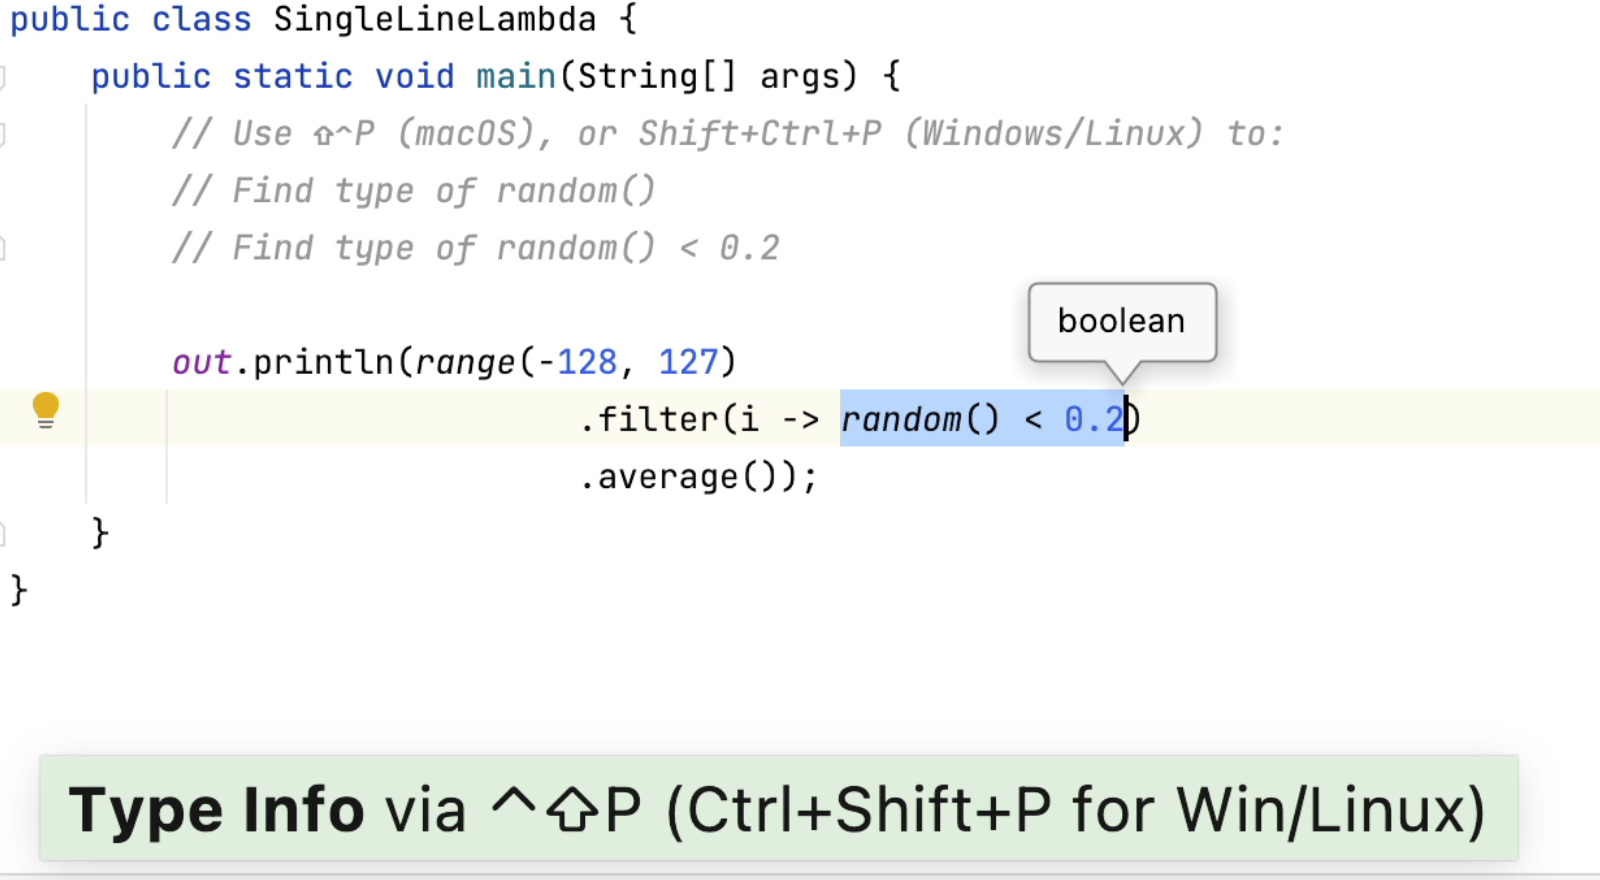 public class SingleLineLambda {
public static void main(String[] args) {
// Use ⇧^P (macOS), or Shift+Ctrl+P (Windows/Linux) to:
// Find type of random()
// Find type of random() < 0.2
boolean
out.println(range(-128, 127)
.filter(i -> random() < 0.2)
.average());
}
}
Type Info via ^⇧P (Ctrl+Shift+P for Win/Linux)